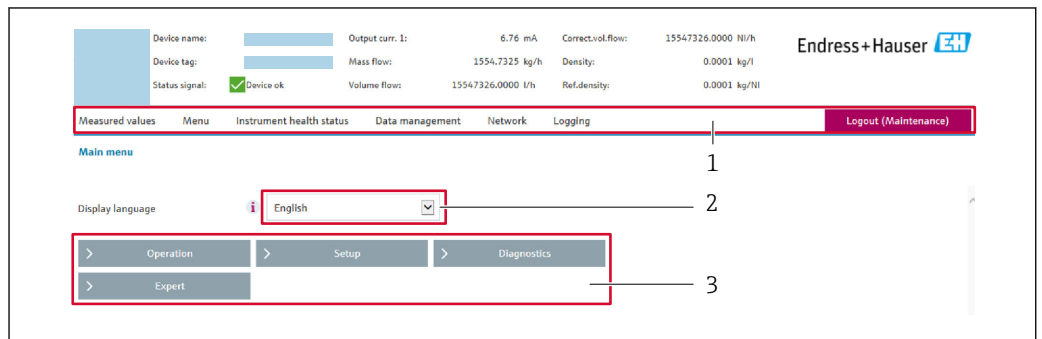 Device name: Output curr. 1: 6.76 mA Correct.vol.flow: 15547326.0000 Nl/h
Endress+Hauser EH
Device tag: Mass flow: 1554.7325 kg/h Density: 0.0001 kg/l
Status signal: Device ok Volume flow: 15547326.0000 l/h Ref.density: 0.0001 kg/Nl
Measured values Menu Instrument health status Data management Network Logging Logout (Maintenance)
1
Main menu
Display language i English 2
Operation Setup Diagnostics
Expert 3